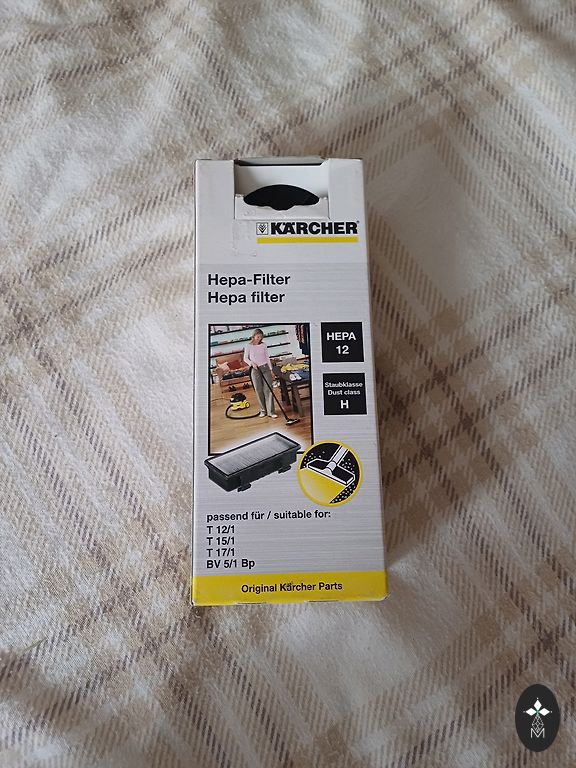 KÄRCHER®
Hepa-Filter
Hepa filter
HEPA
12
Staubklasse
Dust class
H
passend für / suitable for:
T 12/1
T 15/1
T 17/1
BV 5/1 Bp
Original Kärcher Parts
M